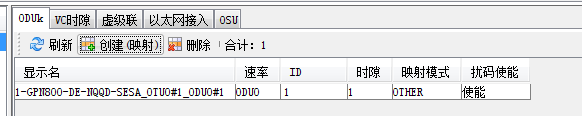 ODUk VC时隙 虚级联 以太网接入 OSU
刷新 创建(映射) 删除 合计: 1
显示名 速率 ID 时隙 映射模式 扰码使能
1-GPN800-DE-NQQD-SESA_OTU0#1_ODU0#1 ODU0 1 1 OTHER 使能